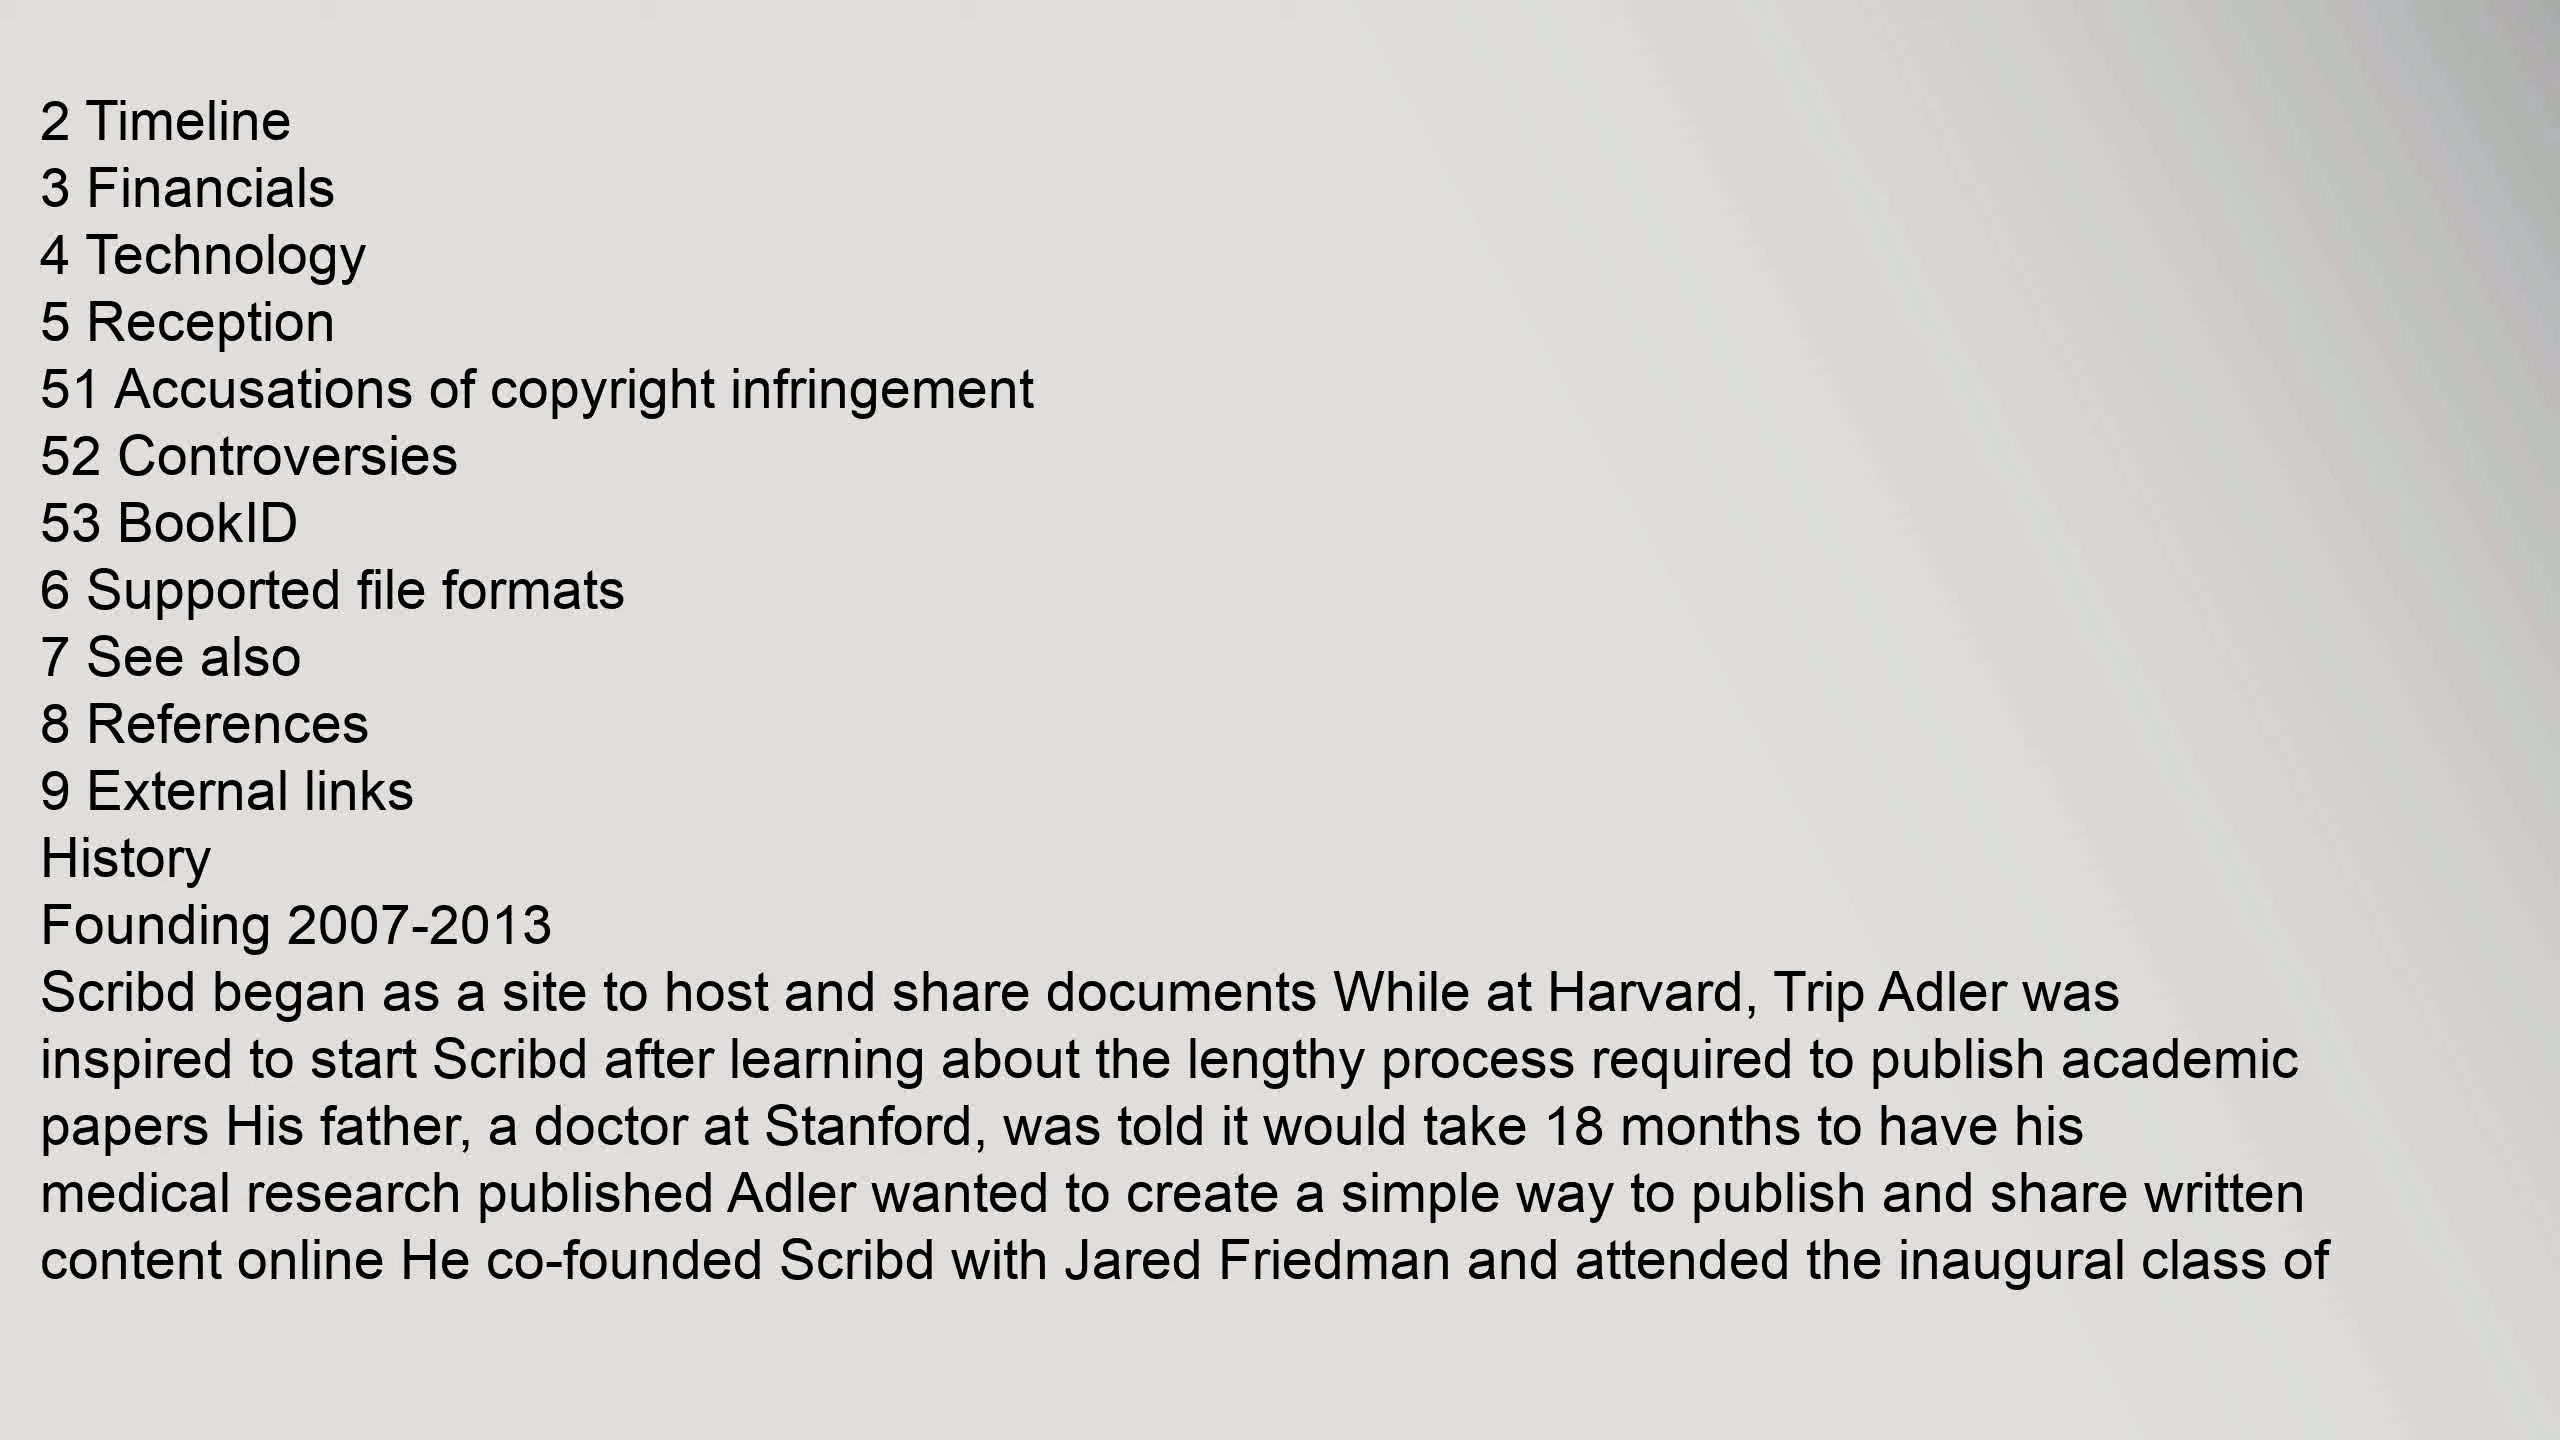 2 Timeline
3 Financials
4 Technology
5 Reception
51 Accusations of copyright infringement
52 Controversies
53 BookID
6 Supported file formats
7 See also
8 References
9 External links
History
Founding 2007-2013
Scribd began as a site to host and share documents While at Harvard, Trip Adler was
inspired to start Scribd after learning about the lengthy process required to publish academic
papers His father, a doctor at Stanford, was told it would take 18 months to have his
medical research published Adler wanted to create a simple way to publish and share written
content online He co-founded Scribd with Jared Friedman and attended the inaugural class of